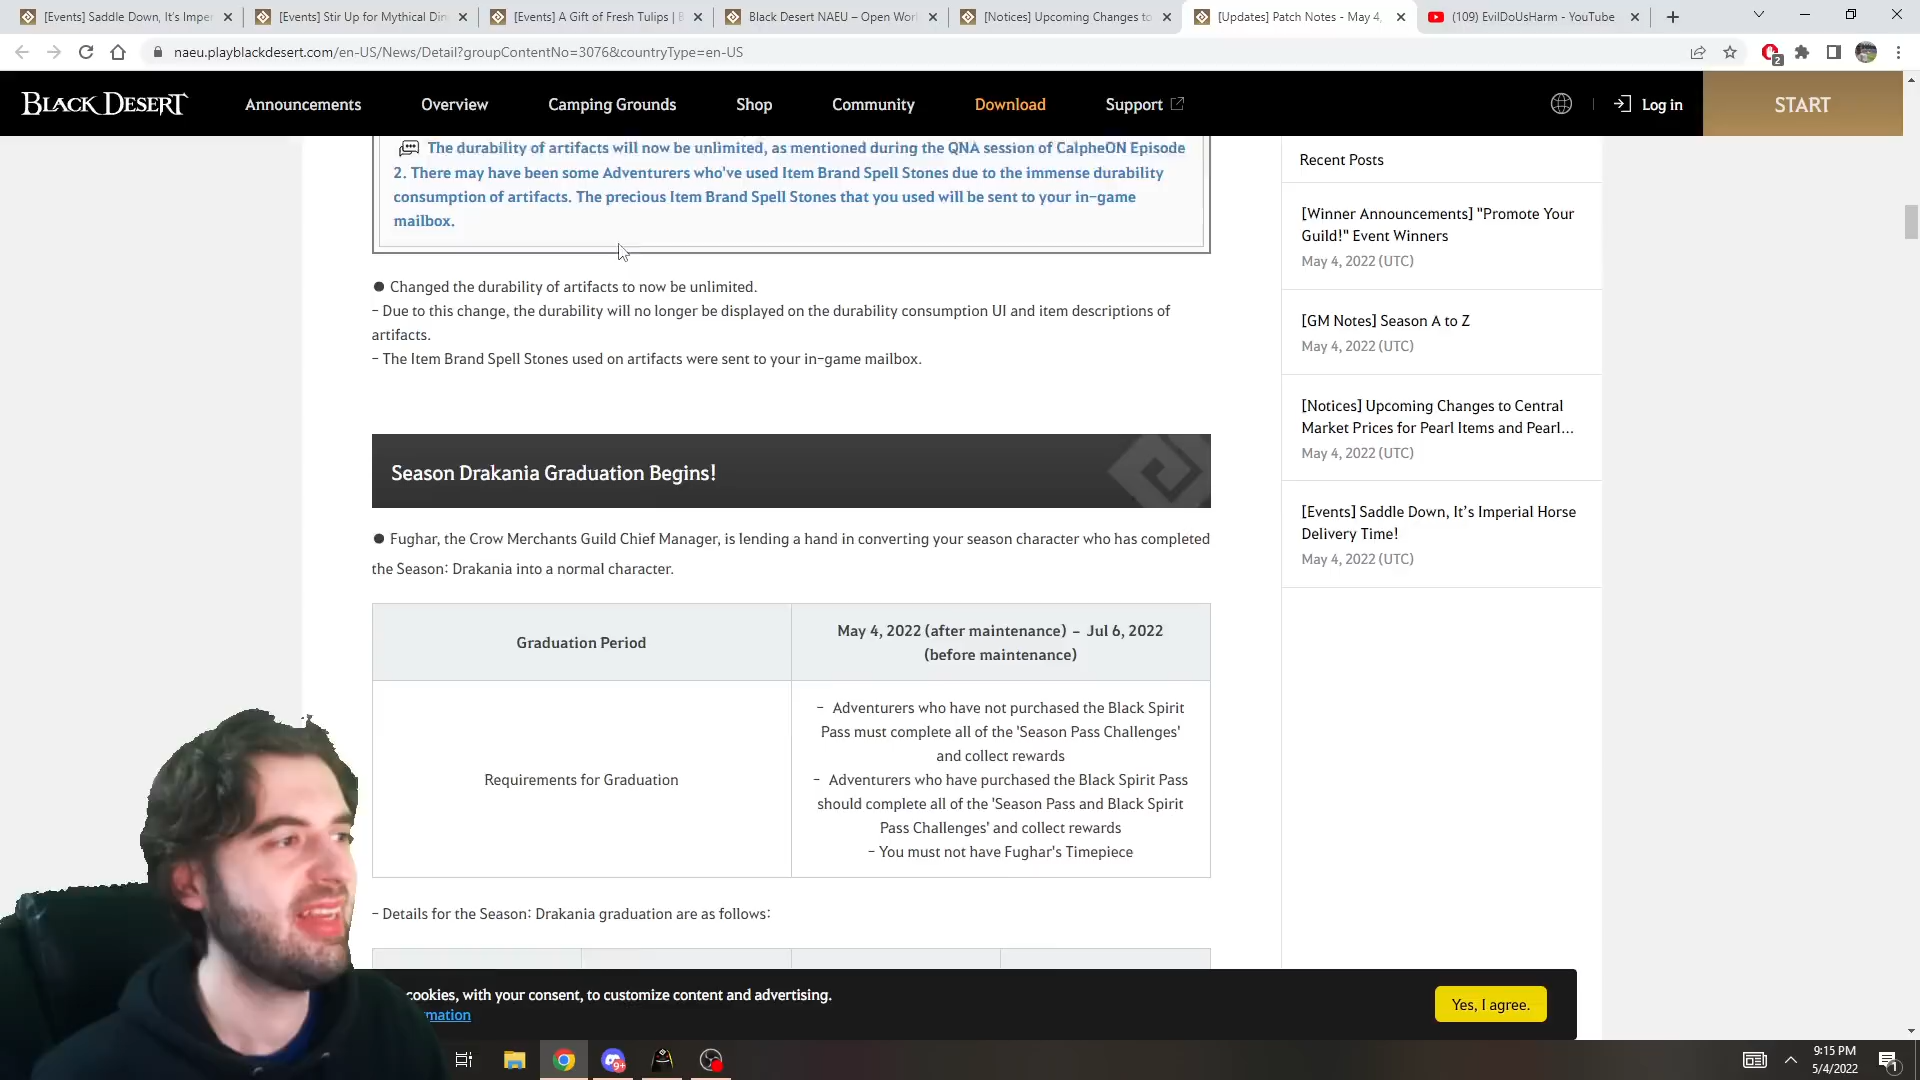 [Events] Saddle Down, It's Impe
[Events] Stir Up for Mythical Din
[Events] A Gift of Fresh Tulips |
Black Desert NAEU – Open Worl
[Notices] Upcoming Changes to
[Updates] Patch Notes - May 4,
(109) EvilDoUsHarm - YouTube
naeu.playblackdesert.com/en-US/News/Detail?groupContentNo=3076&countryType=en-US
2
BLACK DESERT
Announcements
Overview
Camping Grounds
Shop
Community
Download
Support
Log in
START
The durability of artifacts will now be unlimited, as mentioned during the QNA session of CalpheON Episode
2. There may have been some Adventurers who've used Item Brand Spell Stones due to the immense durability
consumption of artifacts. The precious Item Brand Spell Stones that you used will be sent to your in-game
mailbox.
● Changed the durability of artifacts to now be unlimited.
- Due to this change, the durability will no longer be displayed on the durability consumption UI and item descriptions of
artifacts.
- The Item Brand Spell Stones used on artifacts were sent to your in-game mailbox.
Season Drakania Graduation Begins!
● Fughar, the Crow Merchants Guild Chief Manager, is lending a hand in converting your season character who has completed
the Season: Drakania into a normal character.
Graduation Period
May 4, 2022 (after maintenance) – Jul 6, 2022
(before maintenance)
Requirements for Graduation
- Adventurers who have not purchased the Black Spirit
Pass must complete all of the 'Season Pass Challenges'
and collect rewards
- Adventurers who have purchased the Black Spirit Pass
should complete all of the 'Season Pass and Black Spirit
Pass Challenges' and collect rewards
- You must not have Fughar's Timepiece
- Details for the Season: Drakania graduation are as follows:
Recent Posts
[Winner Announcements] "Promote Your
Guild!" Event Winners
May 4, 2022 (UTC)
[GM Notes] Season A to Z
May 4, 2022 (UTC)
[Notices] Upcoming Changes to Central
Market Prices for Pearl Items and Pearl...
May 4, 2022 (UTC)
[Events] Saddle Down, It's Imperial Horse
Delivery Time!
May 4, 2022 (UTC)
cookies, with your consent, to customize content and advertising.
mation
Yes, I agree.
9+
9:15 PM
5/4/2022
1